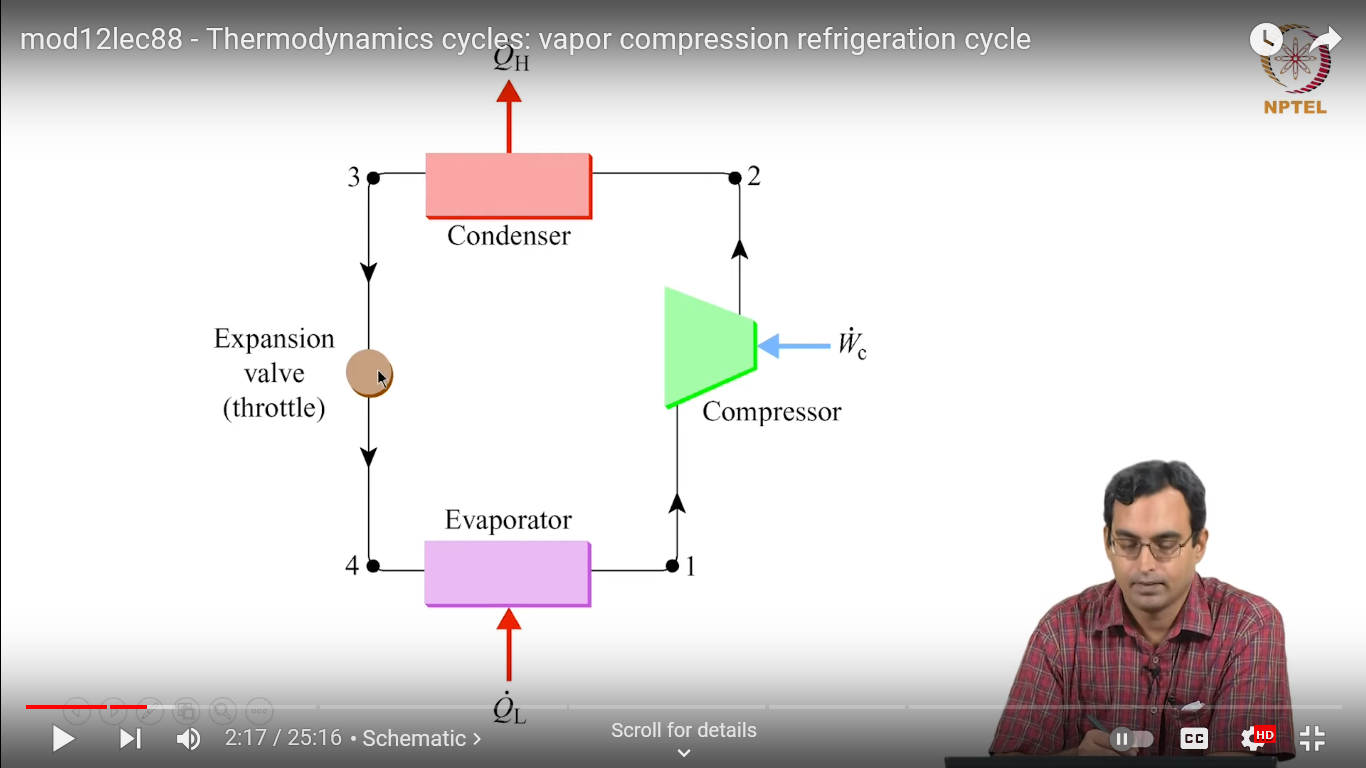 mod12lec88 - Thermodynamics cycles: vapor compression refrigeration cycle
NPTEL
Q̇H
3
2
Condenser
Expansion
valve
(throttle)
Ẇc
Compressor
Evaporator
4
1
Q̇L
2:17 / 25:16 • Schematic >
Scroll for details
CC
HD